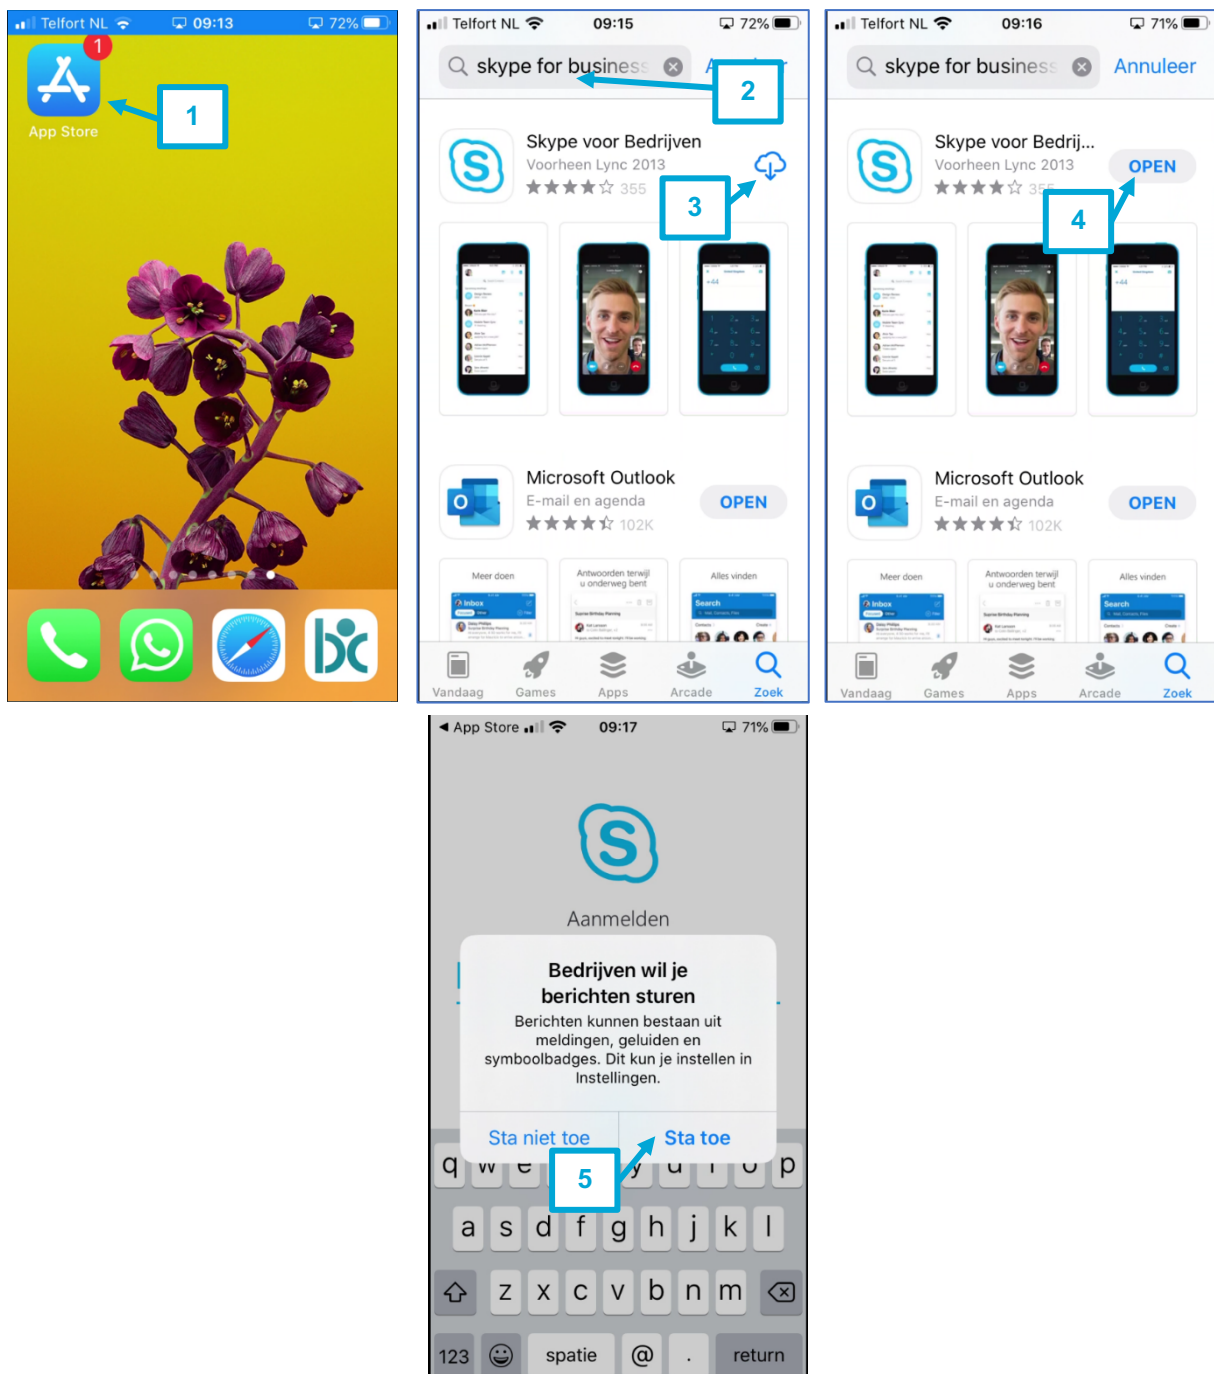 Telfort NL 09:13 72%
1
App Store
1
Telfort NL 09:15 72%
skype for business
2
Skype voor Bedrijven
Voorheen Lync 2013
355
3
Microsoft Outlook
E-mail en agenda
102K
OPEN
Meer doen
Antwoorden terwijl
u onderweg bent
Alles vinden
Inbox
Search
Vandaag Games Apps Arcade Zoek
Telfort NL 09:16 71%
skype for business Annuleer
Skype voor Bedrij...
Voorheen Lync 2013
OPEN
4
Microsoft Outlook
E-mail en agenda
102K
OPEN
Meer doen
Antwoorden terwijl
u onderweg bent
Alles vinden
Inbox
Search
Vandaag Games Apps Arcade Zoek
App Store 09:17 71%
S
Aanmelden
Bedrijven wil je
berichten sturen
Berichten kunnen bestaan uit
meldingen, geluiden en
symboolbadges. Dit kun je instellen in
Instellingen.
Sta niet toe Sta toe
5
q w e y u i o p
a s d f g h j k l
z x c v b n m
123 spatie @ . return